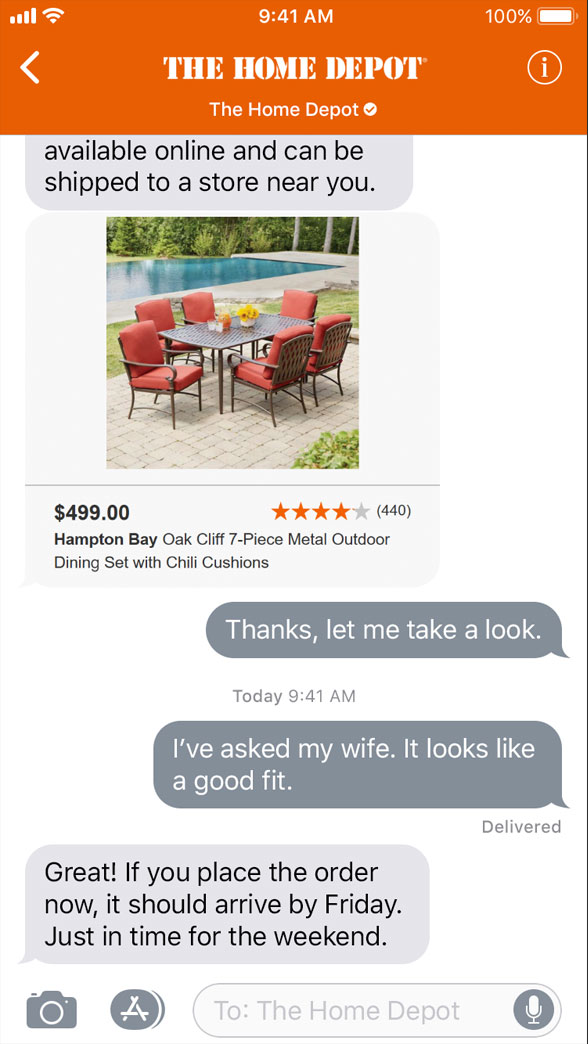 9:41 AM
100%
THE HOME DEPOT
The Home Depot
available online and can be
shipped to a store near you.
$499.00
(440)
Hampton Bay Oak Cliff 7-Piece Metal Outdoor
Dining Set with Chili Cushions
Thanks, let me take a look.
Today 9:41 AM
I’ve asked my wife. It looks like
a good fit.
Delivered
Great! If you place the order
now, it should arrive by Friday.
Just in time for the weekend.
To: The Home Depot